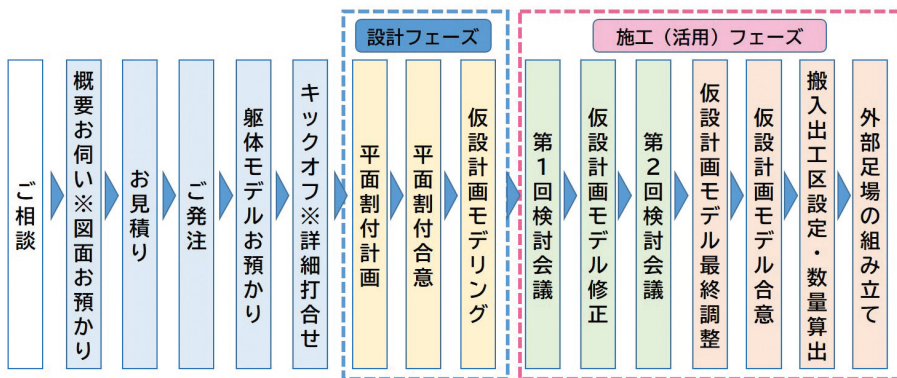 設計フェーズ
施工（活用）フェーズ
ご相談
概要お伺い※図面お預かり
お見積り
ご発注
躯体モデルお預かり
キックオフ※詳細打合せ
平面割付計画
平面割付合意
仮設計画モデリング
第1回検討会議
仮設計画モデル修正
第2回検討会議
仮設計画モデル最終調整
仮設計画モデル合意
搬入出工区設定・数量算出
外部足場の組み立て